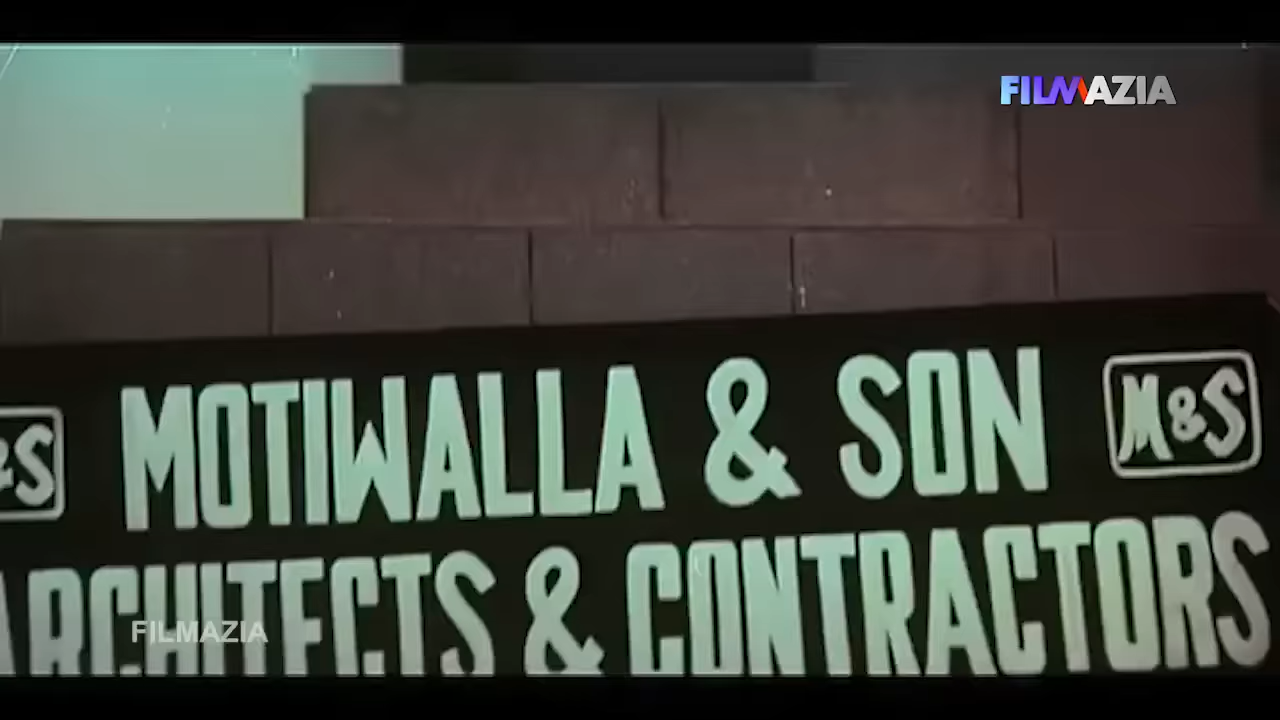 FILMAZIA
MOTIWALLA & SON
M&S
&S
ARCHITECTS & CONTRACTORS
FILMAZIA